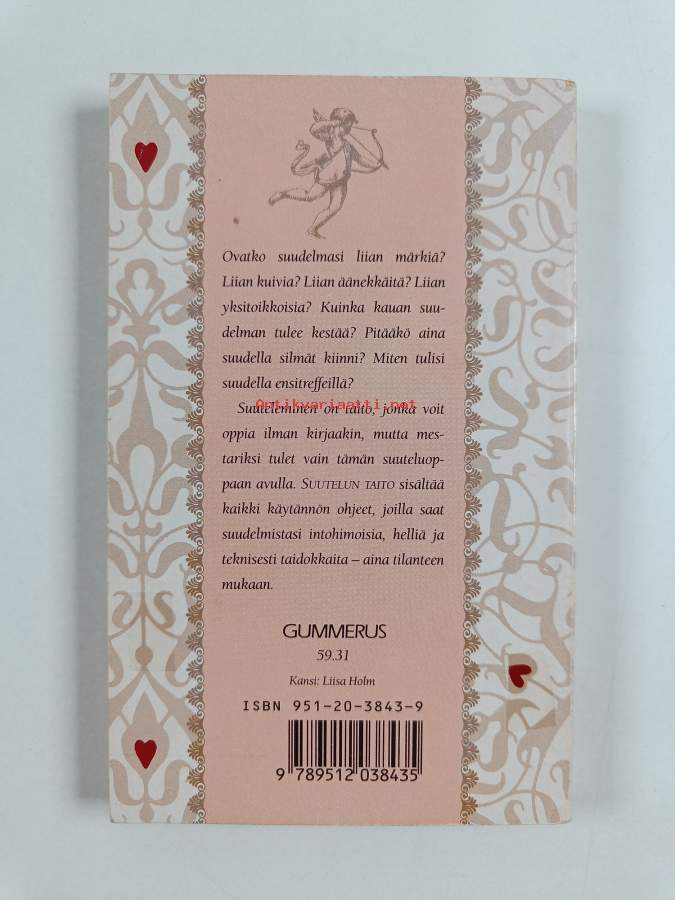 Ovatko suudelmasi liian märkiä?
Liian kuivia? Liian äänekkäitä? Liian
yksitoikkoisia? Kuinka kauan suu-
delman tulee kestää? Pitääkö aina
suudella silmät kiinni? Miten tulisi
suudella ensitreffeillä?
Antikvariaatti.net
Suuteleminen on taito, jonka voit
oppia ilman kirjaakin, mutta mes-
tariksi tulet vain tämän suuteluop-
paan avulla. SUUTELUN TAITO sisältää
kaikki käytännön ohjeet, joilla saat
suudelmistasi intohimoisia, helliä ja
teknisesti taidokkaita – aina tilanteen
mukaan.
GUMMERUS
59.31
Kansi: Liisa Holm
ISBN 951-20-3843-9
9 789512 038435